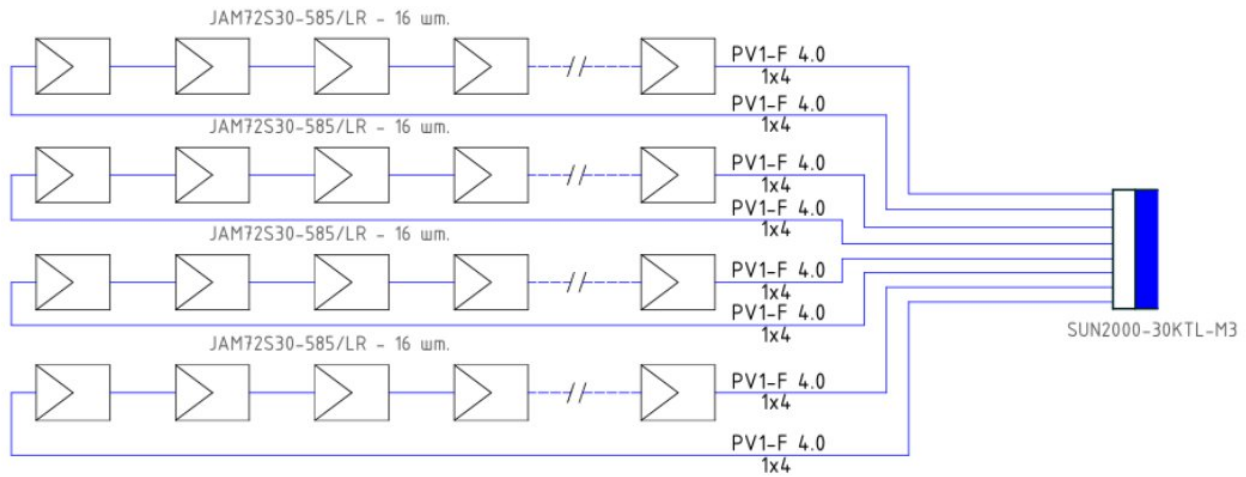 JAM72S30-585/LR - 16 шт.
PV1-F 4.0
1x4
PV1-F 4.0
1x4
JAM72S30-585/LR - 16 шт.
PV1-F 4.0
1x4
PV1-F 4.0
1x4
JAM72S30-585/LR - 16 шт.
PV1-F 4.0
1x4
PV1-F 4.0
1x4
SUN2000-30KTL-M3
JAM72S30-585/LR - 16 шт.
PV1-F 4.0
1x4
PV1-F 4.0
1x4